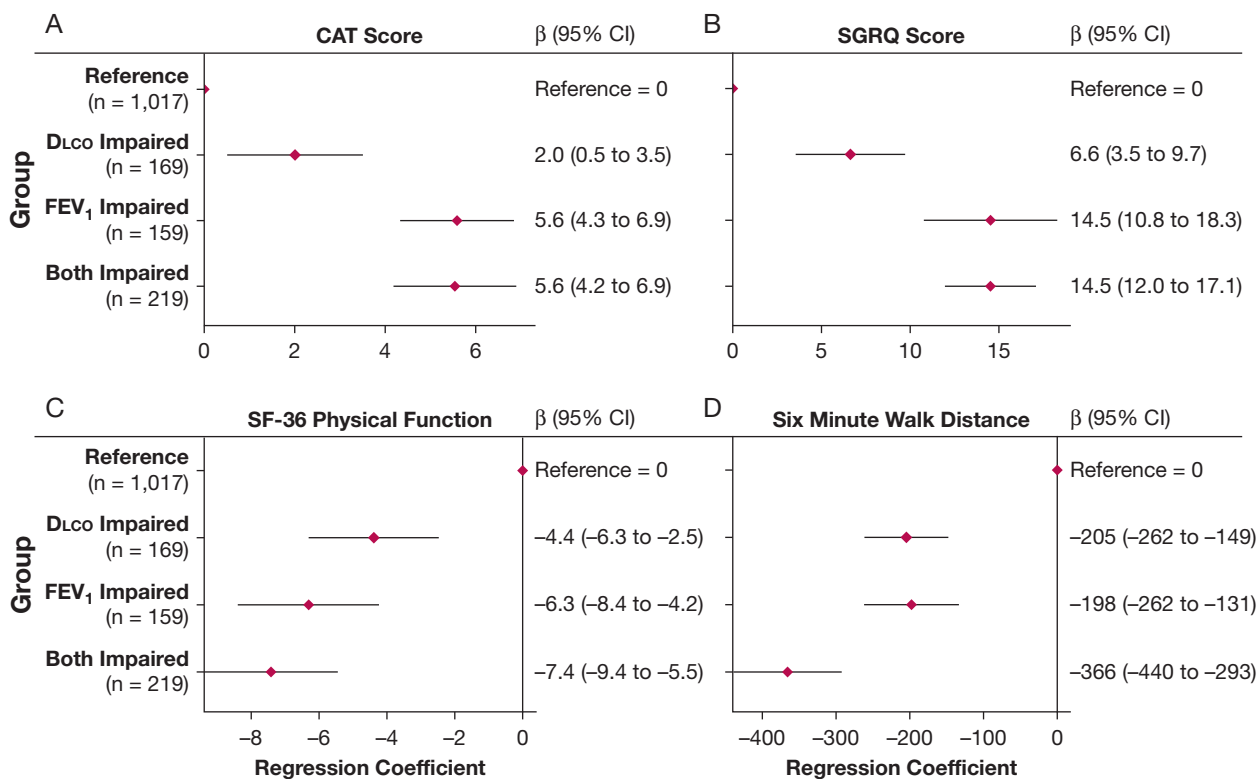 A
CAT Score
β (95% CI)
Reference
(n = 1,017)
Reference = 0
DLCO Impaired
(n = 169)
2.0 (0.5 to 3.5)
FEV1 Impaired
(n = 159)
5.6 (4.3 to 6.9)
Both Impaired
(n = 219)
5.6 (4.2 to 6.9)
Group
0 2 4 6
B
SGRQ Score
β (95% CI)
Reference = 0
6.6 (3.5 to 9.7)
14.5 (10.8 to 18.3)
14.5 (12.0 to 17.1)
0 5 10 15
C
SF-36 Physical Function
β (95% CI)
Reference
(n = 1,017)
Reference = 0
DLCO Impaired
(n = 169)
–4.4 (–6.3 to –2.5)
FEV₁ Impaired
(n = 159)
–6.3 (–8.4 to –4.2)
Both Impaired
(n = 219)
–7.4 (–9.4 to –5.5)
Group
–8 –6 –4 –2 0
Regression Coefficient
D
Six Minute Walk Distance
β (95% CI)
Reference = 0
–205 (–262 to –149)
–198 (–262 to –131)
–366 (–440 to –293)
–400 –300 –200 –100 0
Regression Coefficient